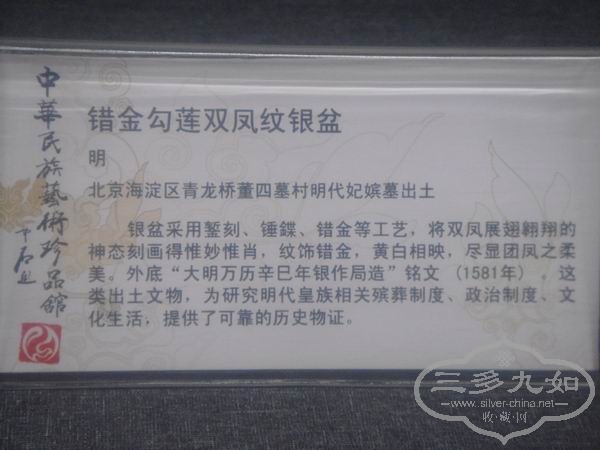 中華民族藝術珍品館
错金勾莲双凤纹银盆
明
北京海淀区青龙桥董四墓村明代妃嫔墓出土
银盆采用錾刻、锤鍱、错金等工艺，将双凤展翅翱翔的
神态刻画得惟妙惟肖，纹饰错金，黄白相映，尽显团凤之柔
美。外底“大明万历辛巳年银作局造”铭文（1581年）。这
类出土文物，为研究明代皇族相关殡葬制度、政治制度、文
化生活，提供了可靠的历史物证。
三多九如
www.silver-china.net
收·藏·网